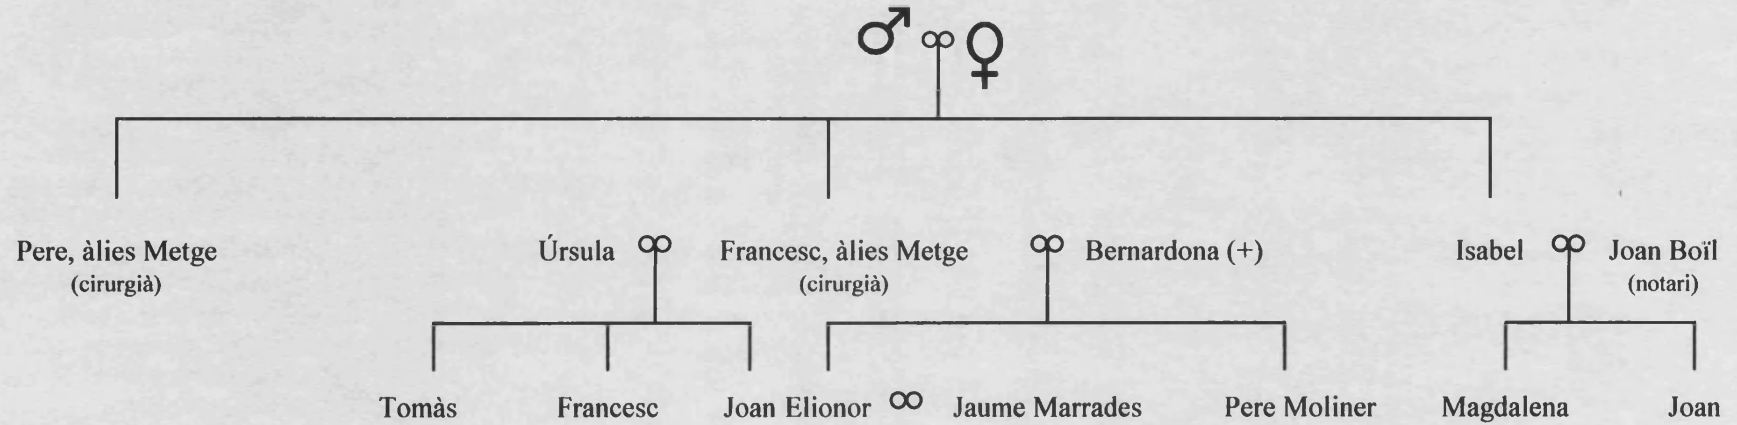 ♂ ⚭ ♀
Pere, àlies Metge Úrsula ⚭ Francesc, àlies Metge ⚭ Bernardona (+) Isabel ⚭ Joan Boïl
(cirurgià) (cirurgià) (notari)
Tomàs Francesc Joan Elionor ⚭ Jaume Marrades Pere Moliner Magdalena Joan